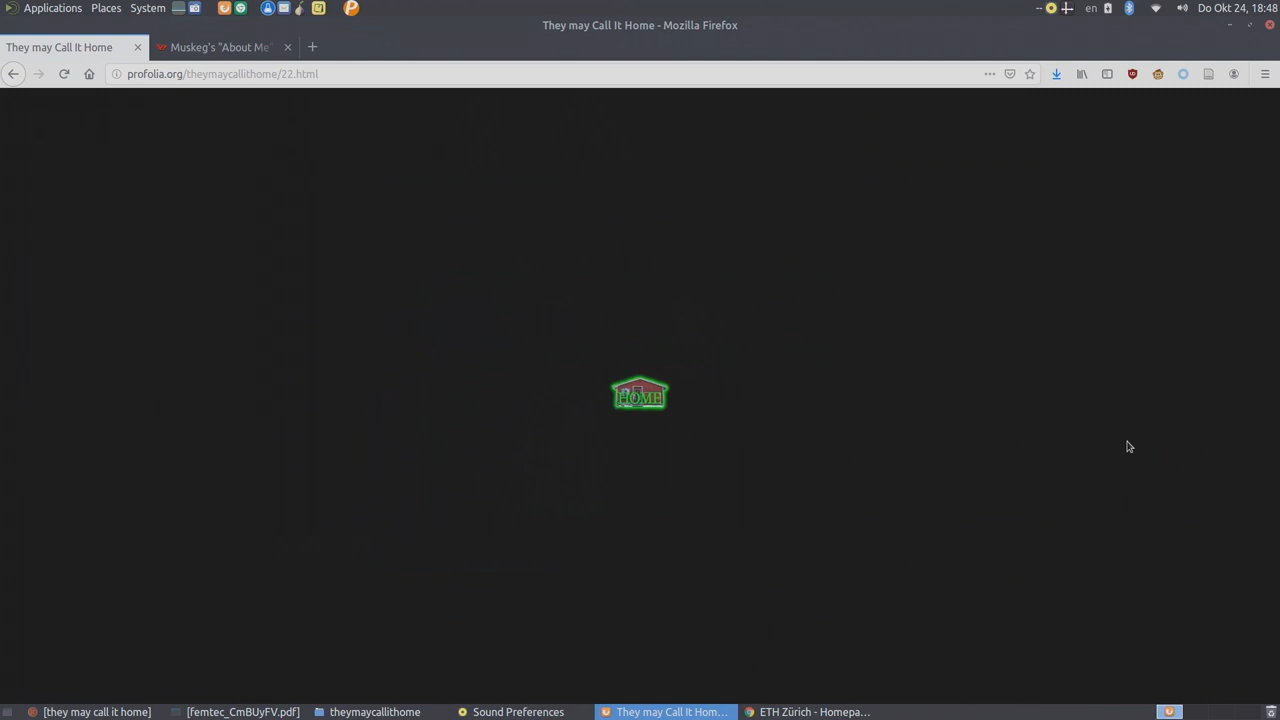 Applications Places System en Do Okt 24, 18:48
They may Call It Home - Mozilla Firefox
They may Call It Home Muskeg's "About Me"
profolia.org/theymaycallithome/22.html
HOME
[they may call it home] [femtec_CmBUyFV.pdf] theymaycallithome Sound Preferences They may Call It Hom... ETH Zürich - Homepa...